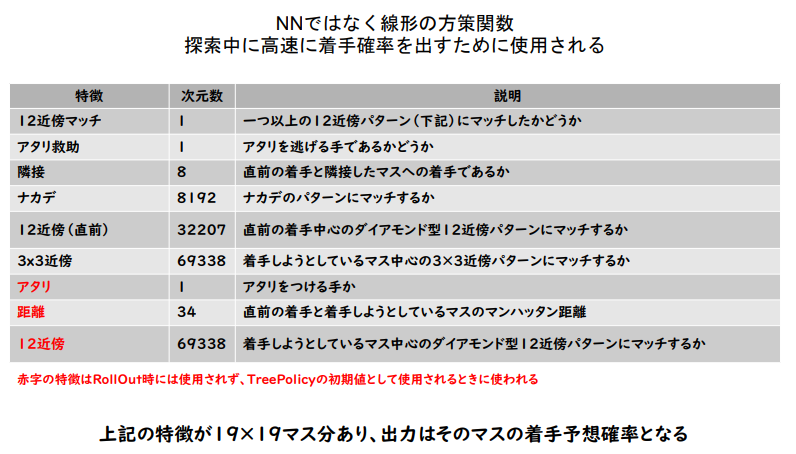 NNではなく線形の方策関数
探索中に高速に着手確率を出すために使用される
特徴 次元数 説明
12近傍マッチ 1 一つ以上の12近傍パターン（下記）にマッチしたかどうか
アタリ救助 1 アタリを逃げる手であるかどうか
隣接 8 直前の着手と隣接したマスへの着手であるか
ナカデ 8192 ナカデのパターンにマッチするか
12近傍（直前） 32207 直前の着手中心のダイアモンド型12近傍パターンにマッチするか
3x3近傍 69338 着手しようとしているマス中心の3×3近傍パターンにマッチするか
アタリ 1 アタリをつける手か
距離 34 直前の着手と着手しようとしているマスのマンハッタン距離
12近傍 69338 着手しようとしているマス中心のダイアモンド型12近傍パターンにマッチするか
赤字の特徴はRollOut時には使用されず、TreePolicyの初期値として使用されるときに使われる
上記の特徴が19×19マス分あり、出力はそのマスの着手予想確率となる